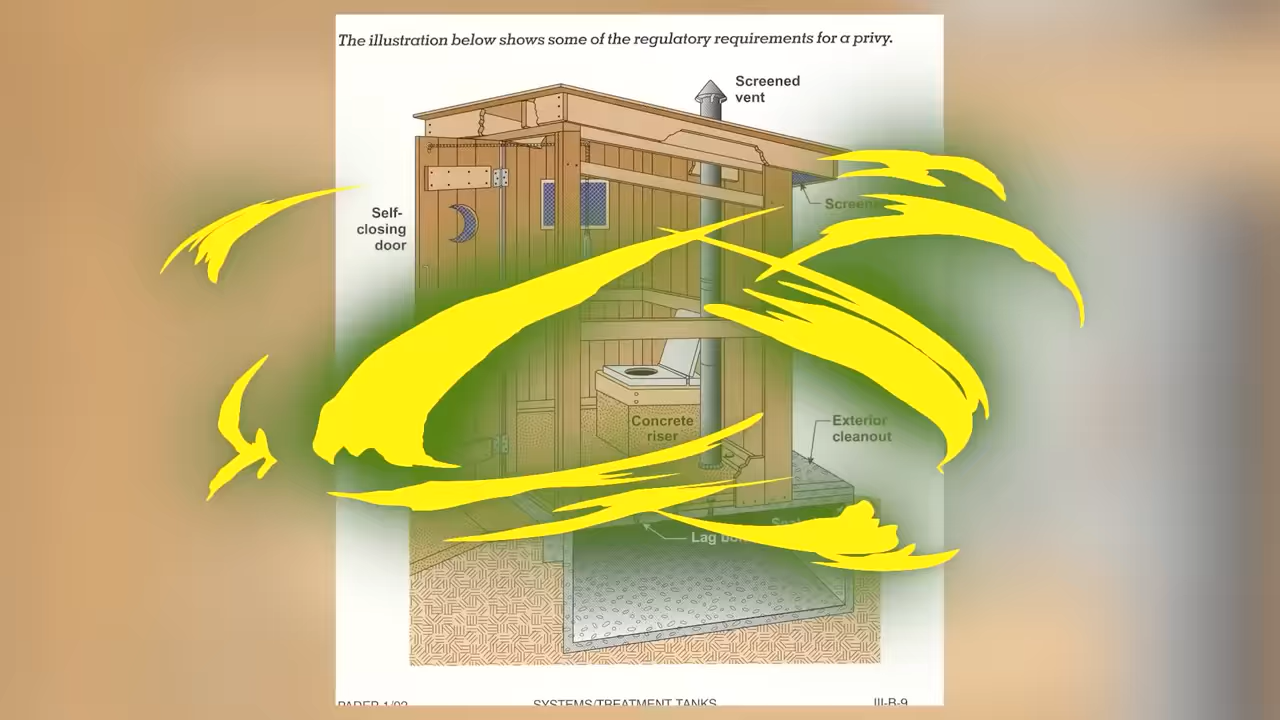 The illustration below shows some of the regulatory requirements for a privy.
Screened
vent
Self-
closing
door
Concrete
riser
Exterior
cleanout
Lag
SYSTEMS/TREATMENT TANKS
III-B-9